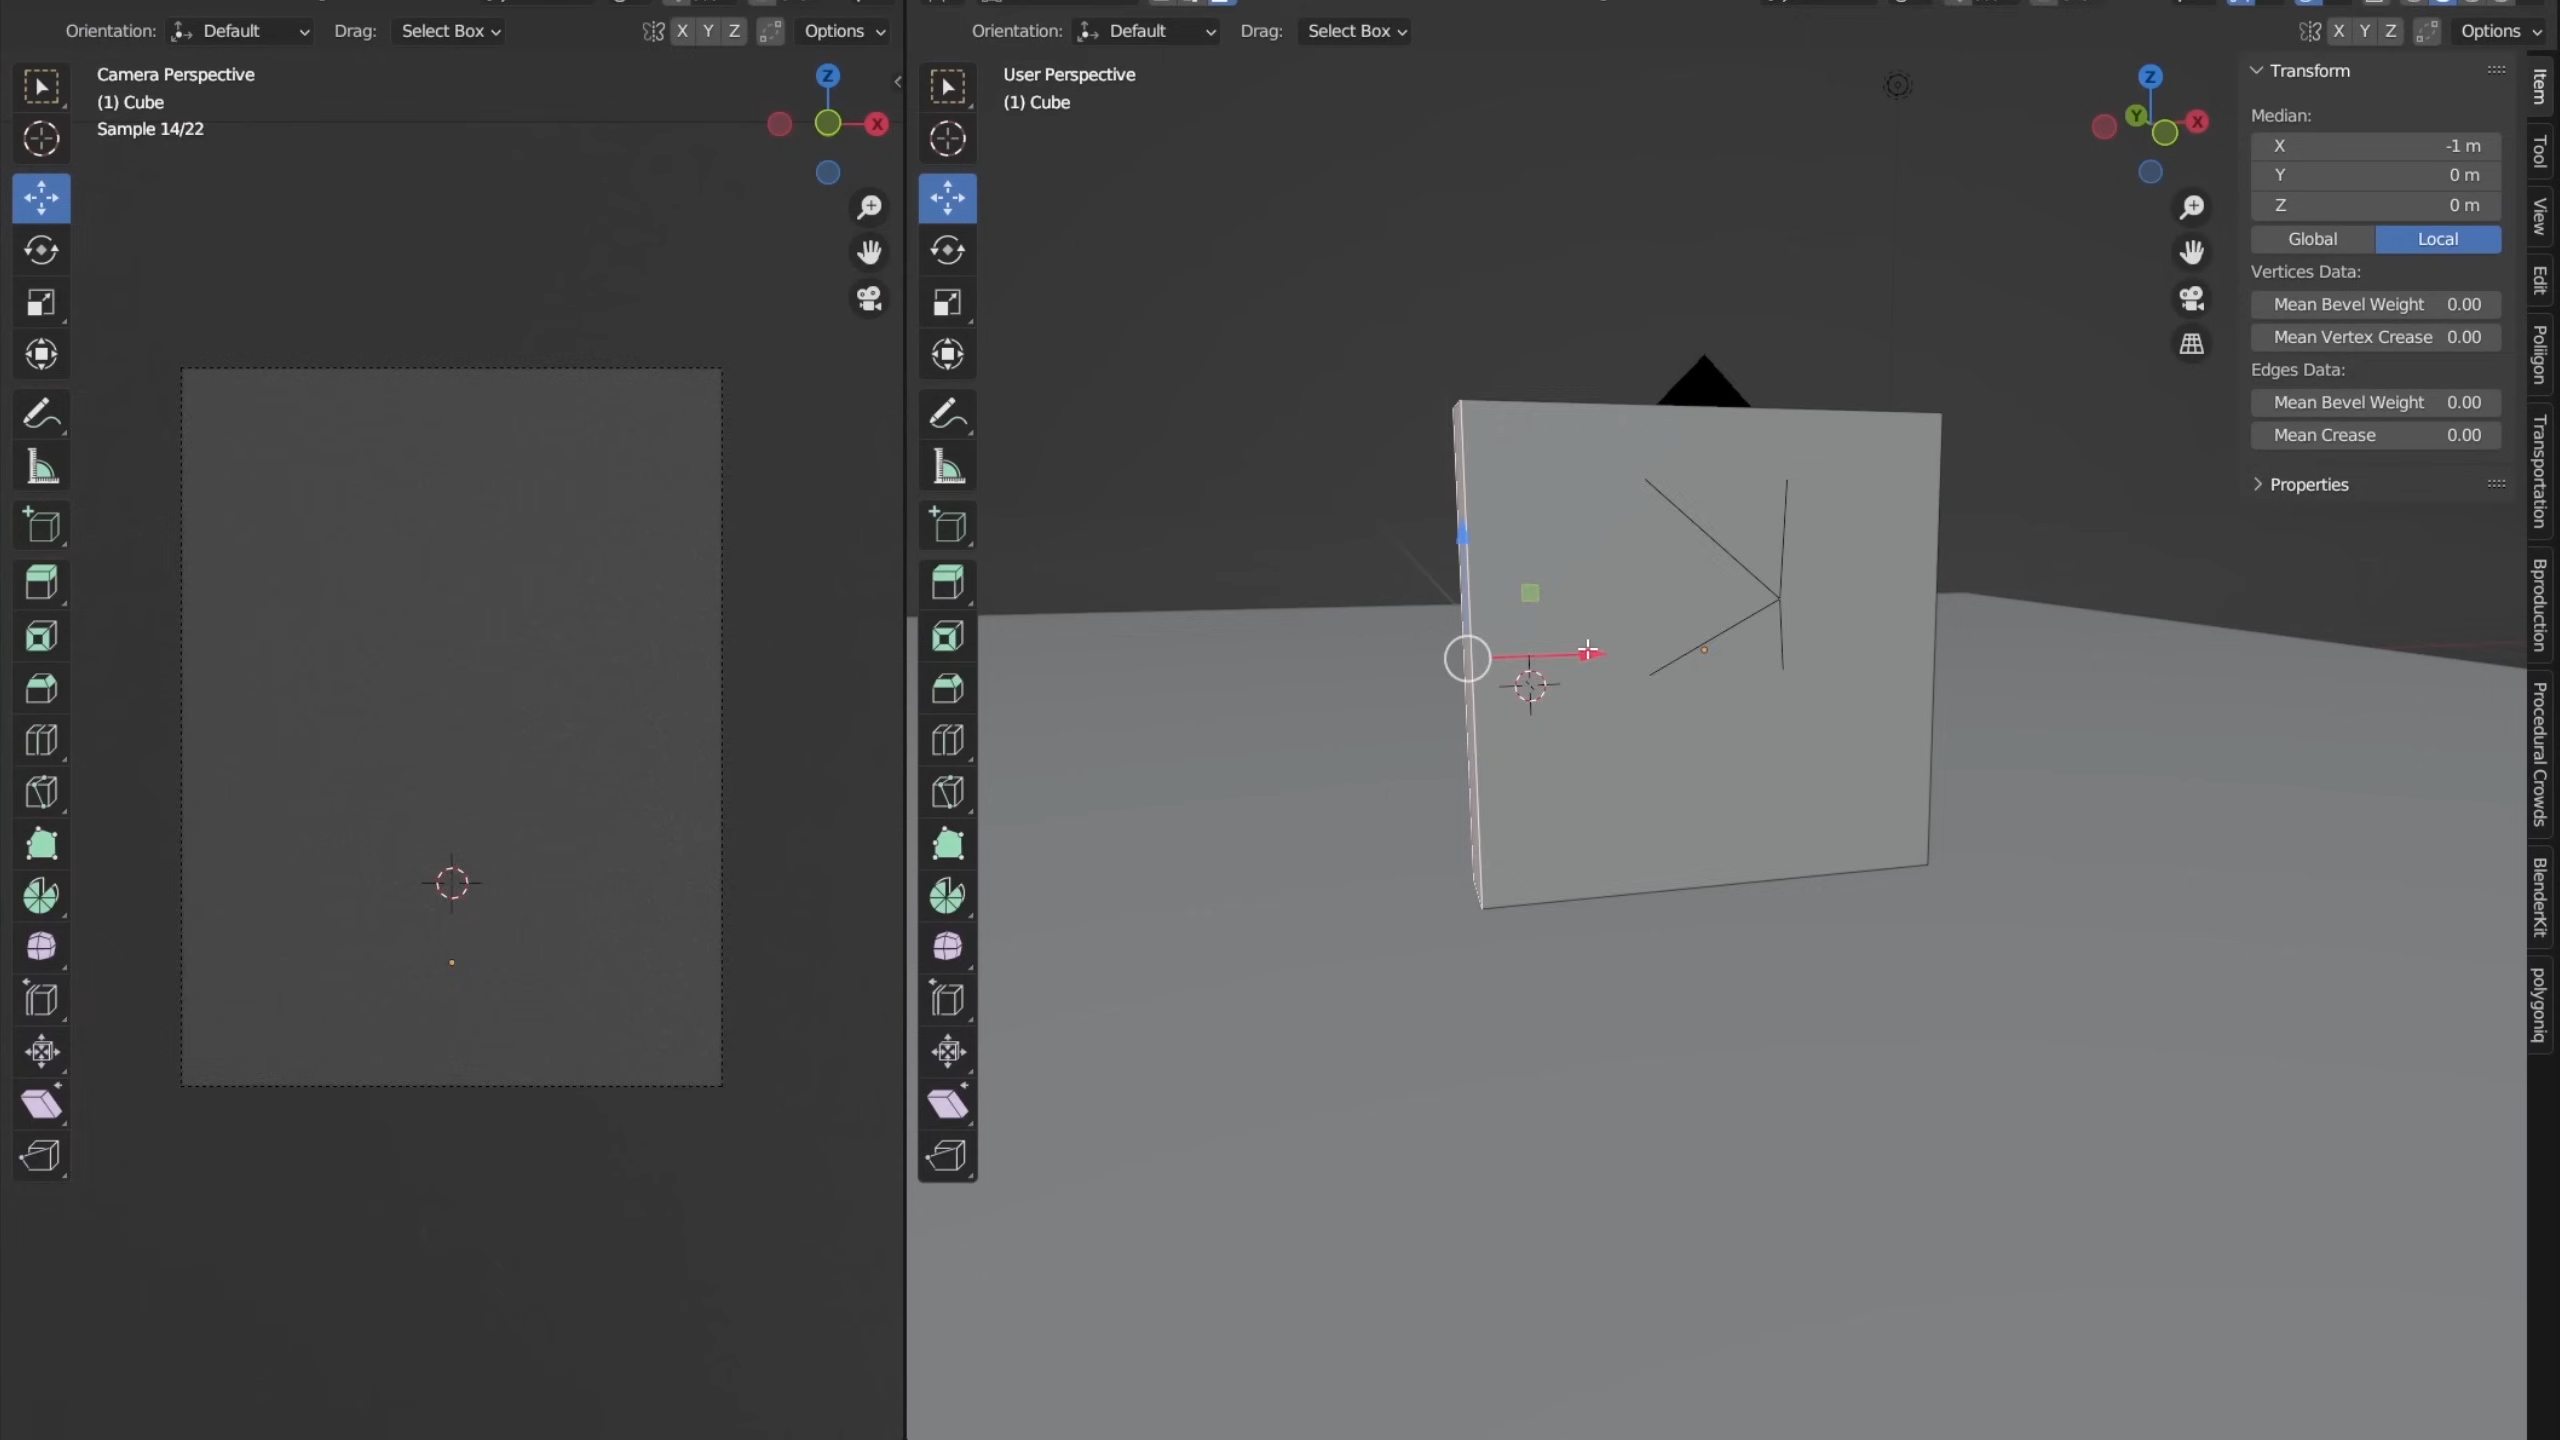 Orientation: Default Drag: Select Box X Y Z Options
Camera Perspective
(1) Cube
Sample 14/22
Z
X
Orientation: Default Drag: Select Box X Y Z Options
User Perspective
(1) Cube
Z
Y
X
Transform
Median:
X -1 m
Y 0 m
Z 0 m
Global Local
Vertices Data:
Mean Bevel Weight 0.00
Mean Vertex Crease 0.00
Edges Data:
Mean Bevel Weight 0.00
Mean Crease 0.00
Properties
Item
Tool
View
Edit
Poliigon
Transportation
Bproduction
Procedural Crowds
BlenderKit
polygoniq